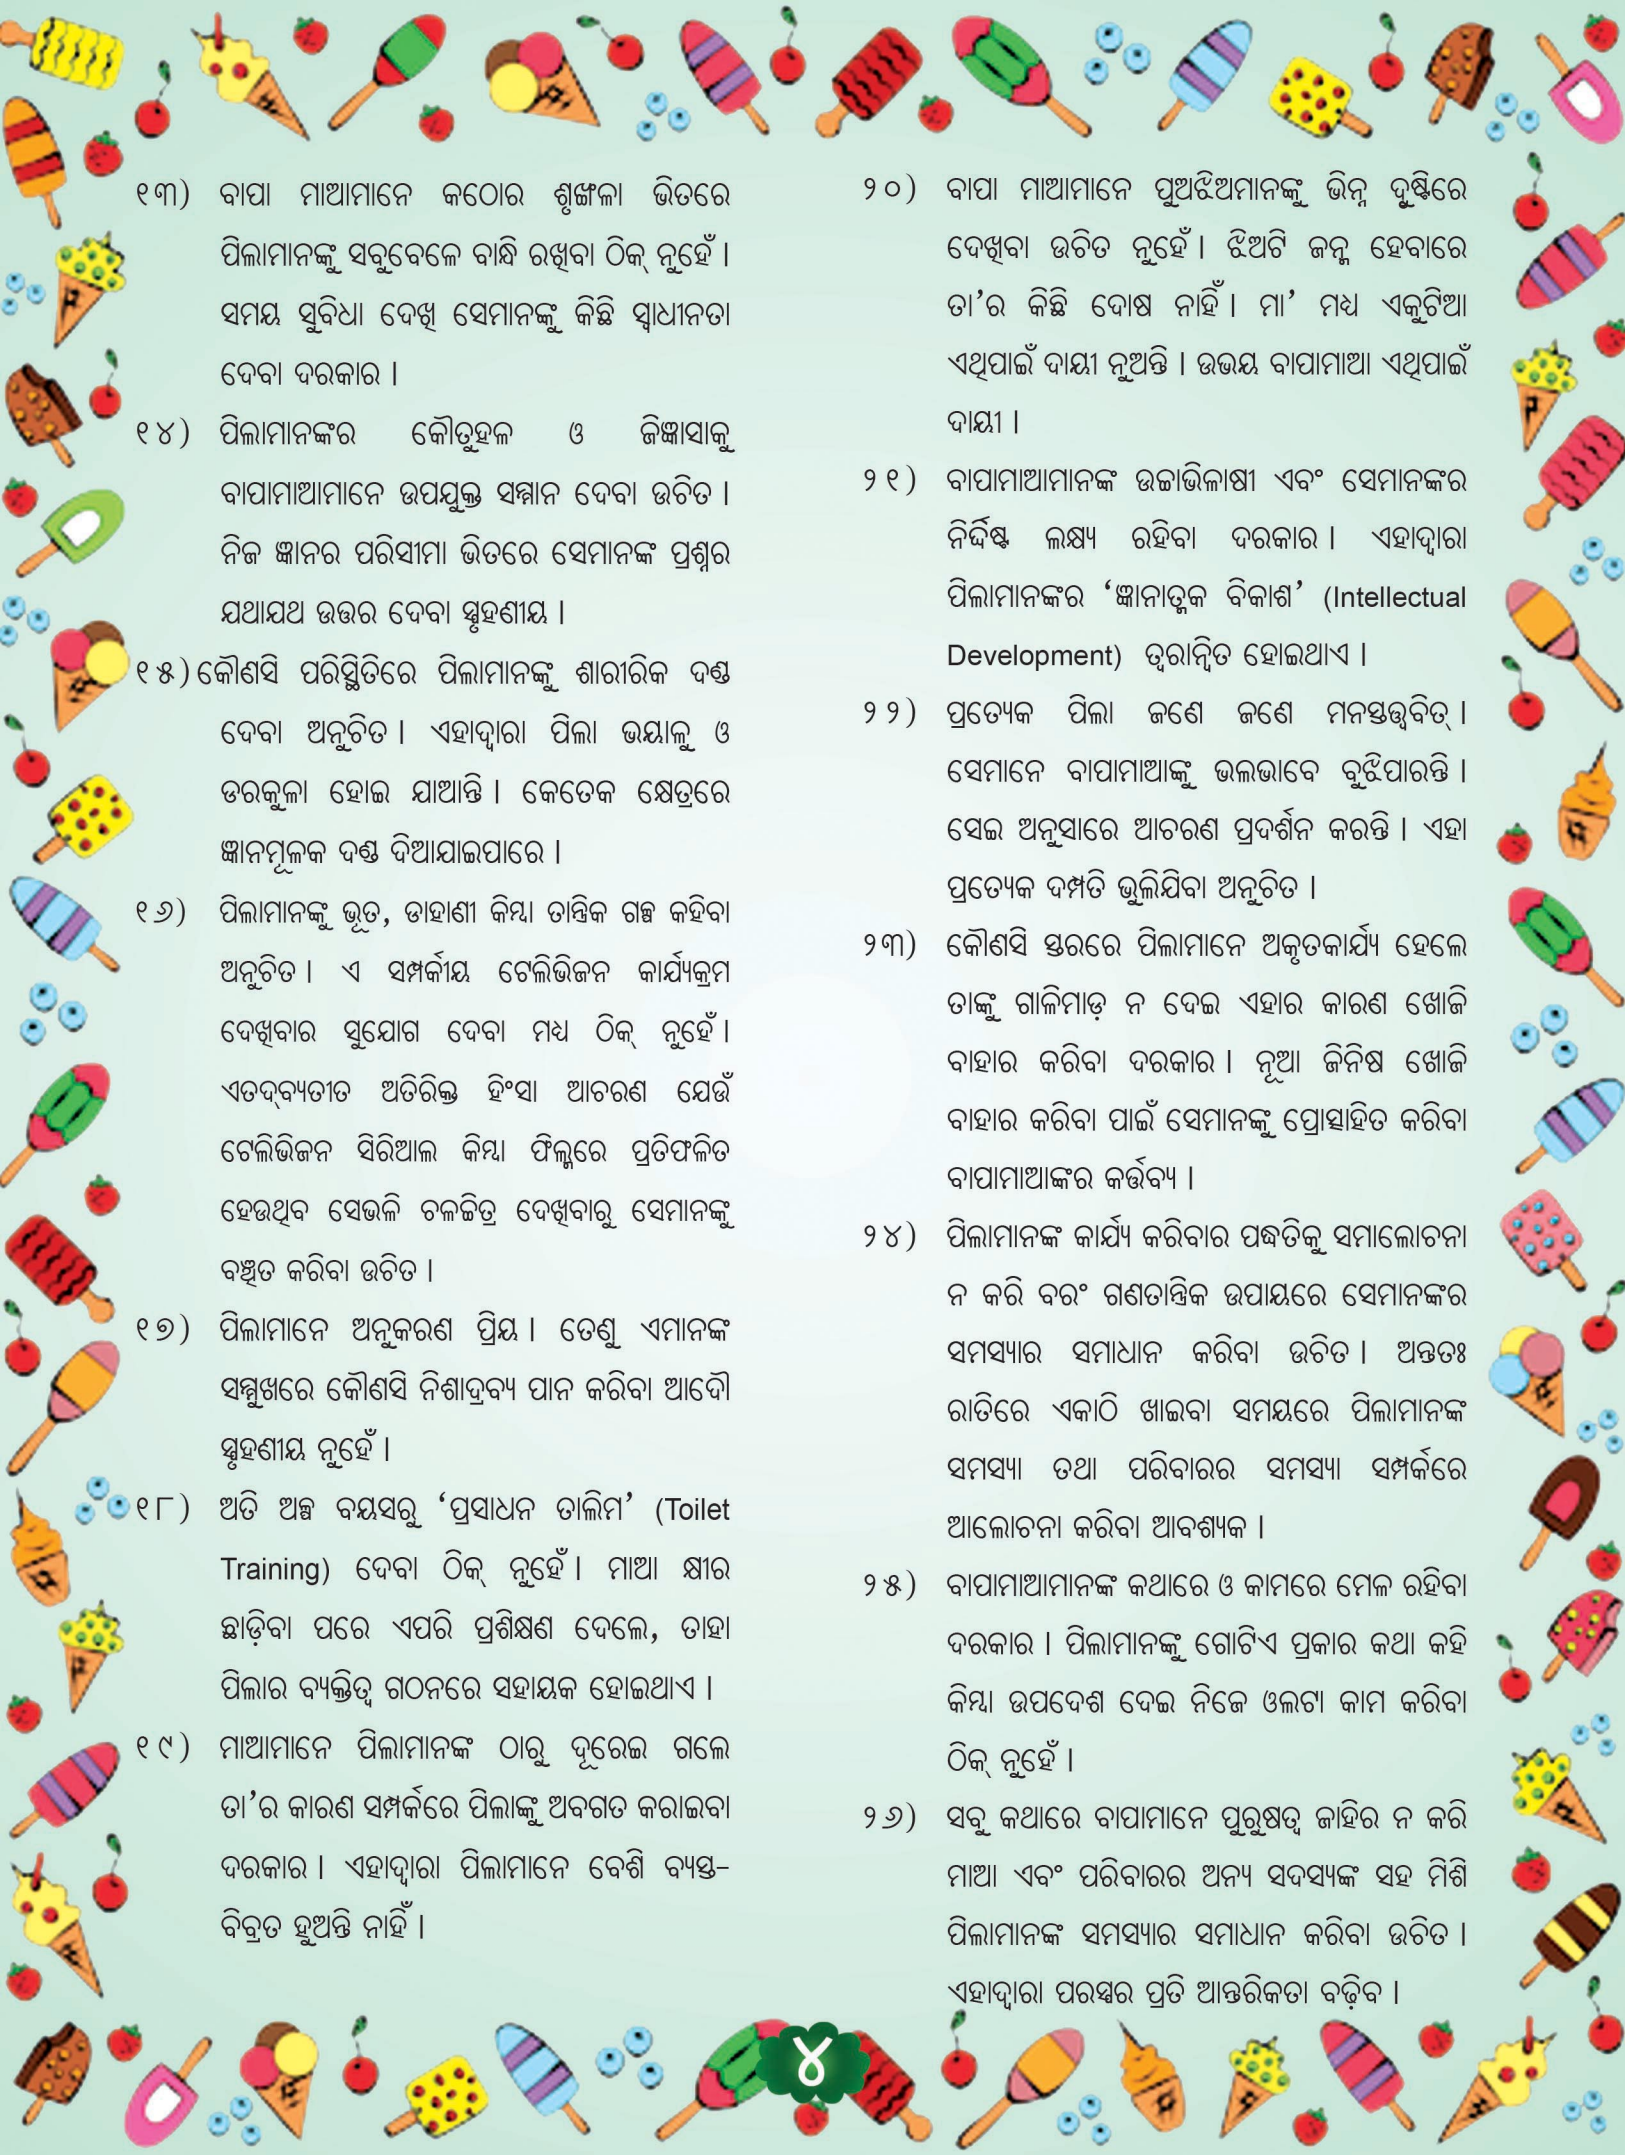 ୧୩) ବାପା ମାଆମାନେ କଠୋର ଶୃଙ୍ଖଳା ଭିତରେ
ପିଲାମାନଙ୍କୁ ସବୁବେଳେ ବାନ୍ଧି ରଖିବା ଠିକ୍ ନୁହେଁ ।
ସମୟ ସୁବିଧା ଦେଖି ସେମାନଙ୍କୁ କିଛି ସ୍ୱାଧୀନତା
ଦେବା ଦରକାର ।
୧୪) ପିଲାମାନଙ୍କର କୌତୁହଳ ଓ ଜିଜ୍ଞାସାକୁ
ବାପାମାଆମାନେ ଉପଯୁକ୍ତ ସମ୍ମାନ ଦେବା ଉଚିତ ।
ନିଜ ଜ୍ଞାନର ପରିସୀମା ଭିତରେ ସେମାନଙ୍କ ପ୍ରଶ୍ନର
ଯଥାଯଥ ଉତ୍ତର ଦେବା ସ୍ପୃହଣୀୟ ।
୧୫) କୌଣସି ପରିସ୍ଥିତିରେ ପିଲାମାନଙ୍କୁ ଶାରୀରିକ ଦଣ୍ଡ
ଦେବା ଅନୁଚିତ । ଏହାଦ୍ୱାରା ପିଲା ଭୟାଳୁ ଓ
ଡରକୁଳା ହୋଇ ଯାଆନ୍ତି । କେତେକ କ୍ଷେତ୍ରରେ
ଜ୍ଞାନମୂଳକ ଦଣ୍ଡ ଦିଆଯାଇପାରେ ।
୧୬) ପିଲାମାନଙ୍କୁ ଭୂତ, ଡାହାଣୀ କିମ୍ବା ତାନ୍ତ୍ରିକ ଗଳ୍ପ କହିବା
ଅନୁଚିତ । ଏ ସମ୍ପର୍କୀୟ ଟେଲିଭିଜନ କାର୍ଯ୍ୟକ୍ରମ
ଦେଖିବାର ସୁଯୋଗ ଦେବା ମଧ୍ୟ ଠିକ୍ ନୁହେଁ ।
ଏତଦ୍‌ବ୍ୟତୀତ ଅତିରିକ୍ତ ହିଂସା ଆଚରଣ ଯେଉଁ
ଟେଲିଭିଜନ ସିରିଆଲ କିମ୍ବା ଫିଲ୍ମରେ ପ୍ରତିଫଳିତ
ହେଉଥିବ ସେଭଳି ଚଳଚ୍ଚିତ୍ର ଦେଖିବାରୁ ସେମାନଙ୍କୁ
ବଞ୍ଚିତ କରିବା ଉଚିତ ।
୧୭) ପିଲାମାନେ ଅନୁକରଣ ପ୍ରିୟ । ତେଣୁ ଏମାନଙ୍କ
ସମ୍ମୁଖରେ କୌଣସି ନିଶାଦ୍ରବ୍ୟ ପାନ କରିବା ଆଦୌ
ସ୍ପୃହଣୀୟ ନୁହେଁ ।
୧୮) ଅତି ଅଳ୍ପ ବୟସରୁ ‘ପ୍ରସାଧନ ତାଲିମ’ (Toilet
Training) ଦେବା ଠିକ୍ ନୁହେଁ । ମାଆ କ୍ଷୀର
ଛାଡ଼ିବା ପରେ ଏପରି ପ୍ରଶିକ୍ଷଣ ଦେଲେ, ତାହା
ପିଲାର ବ୍ୟକ୍ତିତ୍ୱ ଗଠନରେ ସହାୟକ ହୋଇଥାଏ ।
୧୯) ମାଆମାନେ ପିଲାମାନଙ୍କ ଠାରୁ ଦୂରେଇ ଗଲେ
ତା’ର କାରଣ ସମ୍ପର୍କରେ ପିଲାଙ୍କୁ ଅବଗତ କରାଇବା
ଦରକାର । ଏହାଦ୍ୱାରା ପିଲାମାନେ ବେଶି ବ୍ୟସ୍ତ-
ବିବ୍ରତ ହୁଅନ୍ତି ନାହିଁ ।
୨୦) ବାପା ମାଆମାନେ ପୁଅଝିଅମାନଙ୍କୁ ଭିନ୍ନ ଦୃଷ୍ଟିରେ
ଦେଖିବା ଉଚିତ ନୁହେଁ । ଝିଅଟି ଜନ୍ମ ହେବାରେ
ତା’ର କିଛି ଦୋଷ ନାହିଁ । ମା’ ମଧ୍ୟ ଏକୁଟିଆ
ଏଥିପାଇଁ ଦାୟୀ ନୁଅନ୍ତି । ଉଭୟ ବାପାମାଆ ଏଥିପାଇଁ
ଦାୟୀ ।
୨୧) ବାପାମାଆମାନଙ୍କ ଉଚ୍ଚାଭିଳାଷୀ ଏବଂ ସେମାନଙ୍କର
ନିର୍ଦ୍ଦିଷ୍ଟ ଲକ୍ଷ୍ୟ ରହିବା ଦରକାର । ଏହାଦ୍ୱାରା
ପିଲାମାନଙ୍କର ‘ଜ୍ଞାନାତ୍ମକ ବିକାଶ’ (Intellectual
Development) ତ୍ୱରାନ୍ୱିତ ହୋଇଥାଏ ।
୨୨) ପ୍ରତ୍ୟେକ ପିଲା ଜଣେ ଜଣେ ମନସ୍ତତ୍ତ୍ୱବିତ୍ ।
ସେମାନେ ବାପାମାଆଙ୍କୁ ଭଲଭାବେ ବୁଝିପାରନ୍ତି ।
ସେଇ ଅନୁସାରେ ଆଚରଣ ପ୍ରଦର୍ଶନ କରନ୍ତି । ଏହା
ପ୍ରତ୍ୟେକ ଦମ୍ପତି ଭୁଲିଯିବା ଅନୁଚିତ ।
୨୩) କୌଣସି ସ୍ତରରେ ପିଲାମାନେ ଅକୃତକାର୍ଯ୍ୟ ହେଲେ
ତାଙ୍କୁ ଗାଳିମାଡ଼ ନ ଦେଇ ଏହାର କାରଣ ଖୋଜି
ବାହାର କରିବା ଦରକାର । ନୂଆ ଜିନିଷ ଖୋଜି
ବାହାର କରିବା ପାଇଁ ସେମାନଙ୍କୁ ପ୍ରୋତ୍ସାହିତ କରିବା
ବାପାମାଆଙ୍କର କର୍ତ୍ତବ୍ୟ ।
୨୪) ପିଲାମାନଙ୍କ କାର୍ଯ୍ୟ କରିବାର ପଦ୍ଧତିକୁ ସମାଲୋଚନା
ନ କରି ବରଂ ଗଣତାନ୍ତ୍ରିକ ଉପାୟରେ ସେମାନଙ୍କର
ସମସ୍ୟାର ସମାଧାନ କରିବା ଉଚିତ । ଅନ୍ତତଃ
ରାତିରେ ଏକାଠି ଖାଇବା ସମୟରେ ପିଲାମାନଙ୍କ
ସମସ୍ୟା ତଥା ପରିବାରର ସମସ୍ୟା ସମ୍ପର୍କରେ
ଆଲୋଚନା କରିବା ଆବଶ୍ୟକ ।
୨୫) ବାପାମାଆମାନଙ୍କ କଥାରେ ଓ କାମରେ ମେଳ ରହିବା
ଦରକାର । ପିଲାମାନଙ୍କୁ ଗୋଟିଏ ପ୍ରକାର କଥା କହି
କିମ୍ବା ଉପଦେଶ ଦେଇ ନିଜେ ଓଲଟା କାମ କରିବା
ଠିକ୍ ନୁହେଁ ।
୨୬) ସବୁ କଥାରେ ବାପାମାନେ ପୁରୁଷତ୍ୱ ଜାହିର ନ କରି
ମାଆ ଏବଂ ପରିବାରର ଅନ୍ୟ ସଦସ୍ୟଙ୍କ ସହ ମିଶି
ପିଲାମାନଙ୍କ ସମସ୍ୟାର ସମାଧାନ କରିବା ଉଚିତ ।
ଏହାଦ୍ୱାରା ପରସ୍ପର ପ୍ରତି ଆନ୍ତରିକତା ବଢ଼ିବ ।
୪